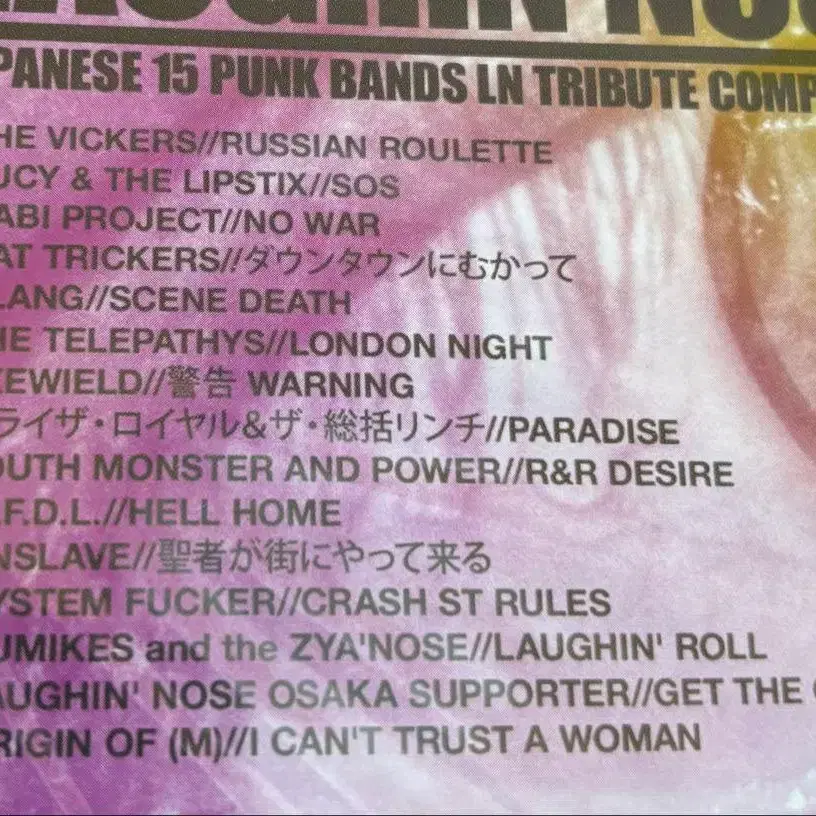 PANESE 15 PUNK BANDS LN TRIBUTE COMP
HE VICKERS//RUSSIAN ROULETTE
UCY & THE LIPSTIX//SOS
ABI PROJECT//NO WAR
AT TRICKERS//ダウンタウンにむかって
LANG//SCENE DEATH
HE TELEPATHYS//LONDON NIGHT
KEWIELD//警告 WARNING
ライザ・ロイヤル&ザ・総括リンチ//PARADISE
OUTH MONSTER AND POWER//R&R DESIRE
.F.D.L.//HELL HOME
NSLAVE//聖者が街にやって来る
YSTEM FUCKER//CRASH ST RULES
UMIKES and the ZYA'NOSE//LAUGHIN' ROLL
AUGHIN' NOSE OSAKA SUPPORTER//GET THE
RIGIN OF (M)//I CAN'T TRUST A WOMAN